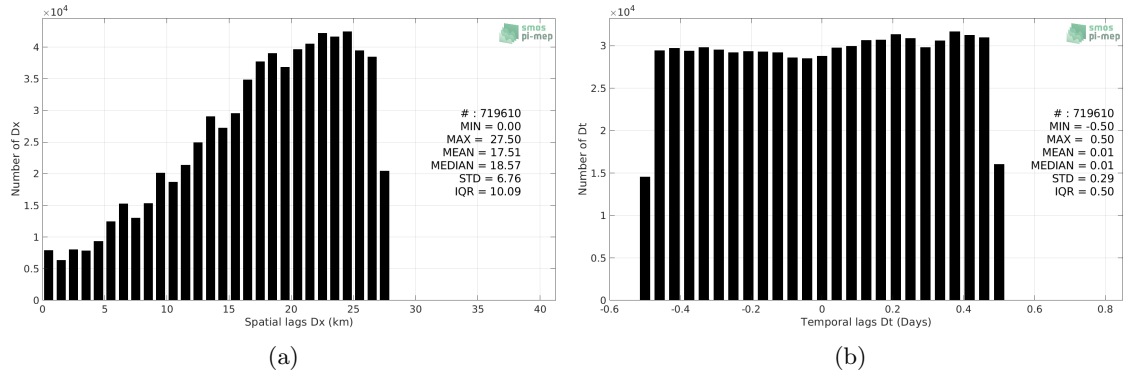 ×10⁴
4
3.5
3
2.5
2
1.5
1
0.5
0
Number of Dx
smos
pi-mep
# : 719610
MIN = 0.00
MAX = 27.50
MEAN = 17.51
MEDIAN = 18.57
STD = 6.76
IQR = 10.09
0 5 10 15 20 25 30 35 40
Spatial lags Dx (km)
(a)
×10⁴
3
2.5
2
1.5
1
0.5
0
Number of Dt
smos
pi-mep
# : 719610
MIN = -0.50
MAX = 0.50
MEAN = 0.01
MEDIAN = 0.01
STD = 0.29
IQR = 0.50
-0.6 -0.4 -0.2 0 0.2 0.4 0.6 0.8
Temporal lags Dt (Days)
(b)